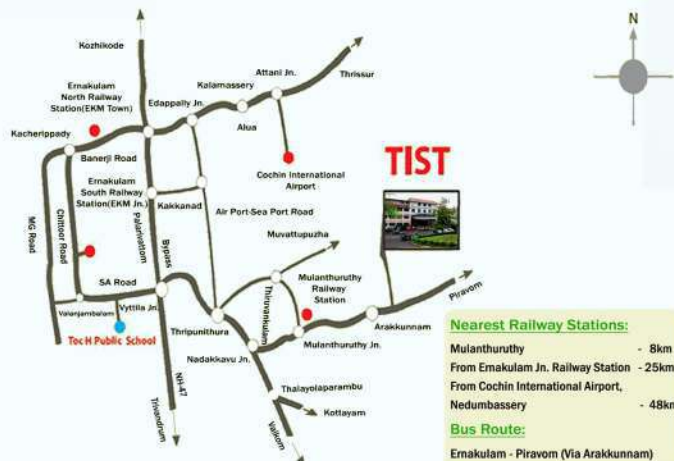 N
Kozhikode
Attani Jn.
Thrissur
Kalamassery
Ernakulam
North Railway
Station(EKM Town)
Edappally Jn.
Alua
Kacherippady
Banerji Road
Cochin International
Airport
TIST
Ernakulam
South Railway
Station(EKM Jn.)
Kakkanad
Air Port-Sea Port Road
MG Road
Chittoor Road
Palarivattom
Bypass
Muvattupuzha
SA Road
Thiruvankulam
Mulanthuruthy
Railway
Station
Piravom
Valanjambalam
Vyttila Jn.
Toc H Public School
Thripunithura
Arakkunnam
Mulanthuruthy Jn.
Nadakkavu Jn.
NH-47
Trivandrum
Thalayolaparambu
Kottayam
Vaikom
Nearest Railway Stations:
Mulanthuruthy - 8km
From Ernakulam Jn. Railway Station - 25km
From Cochin International Airport,
Nedumbassery - 48km
Bus Route:
Ernakulam - Piravom (Via Arakkunnam)